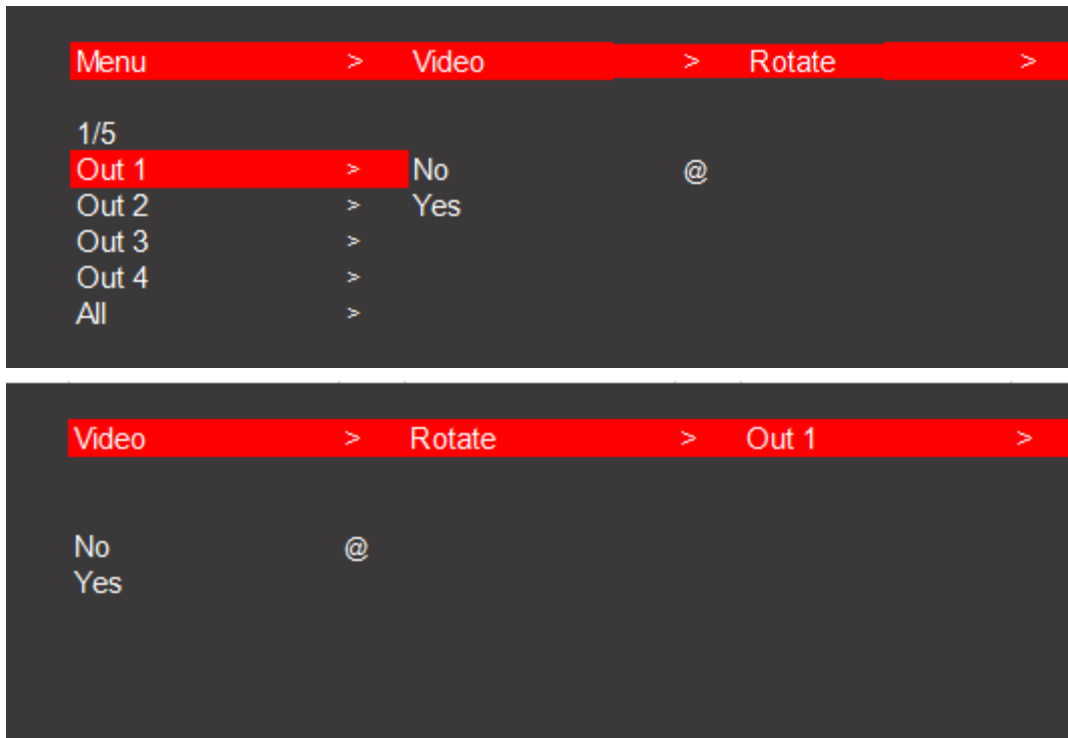 Menu > Video > Rotate >
1/5
Out 1 > No @
Out 2 > Yes
Out 3 >
Out 4 >
All >
Video > Rotate > Out 1 >
No @
Yes